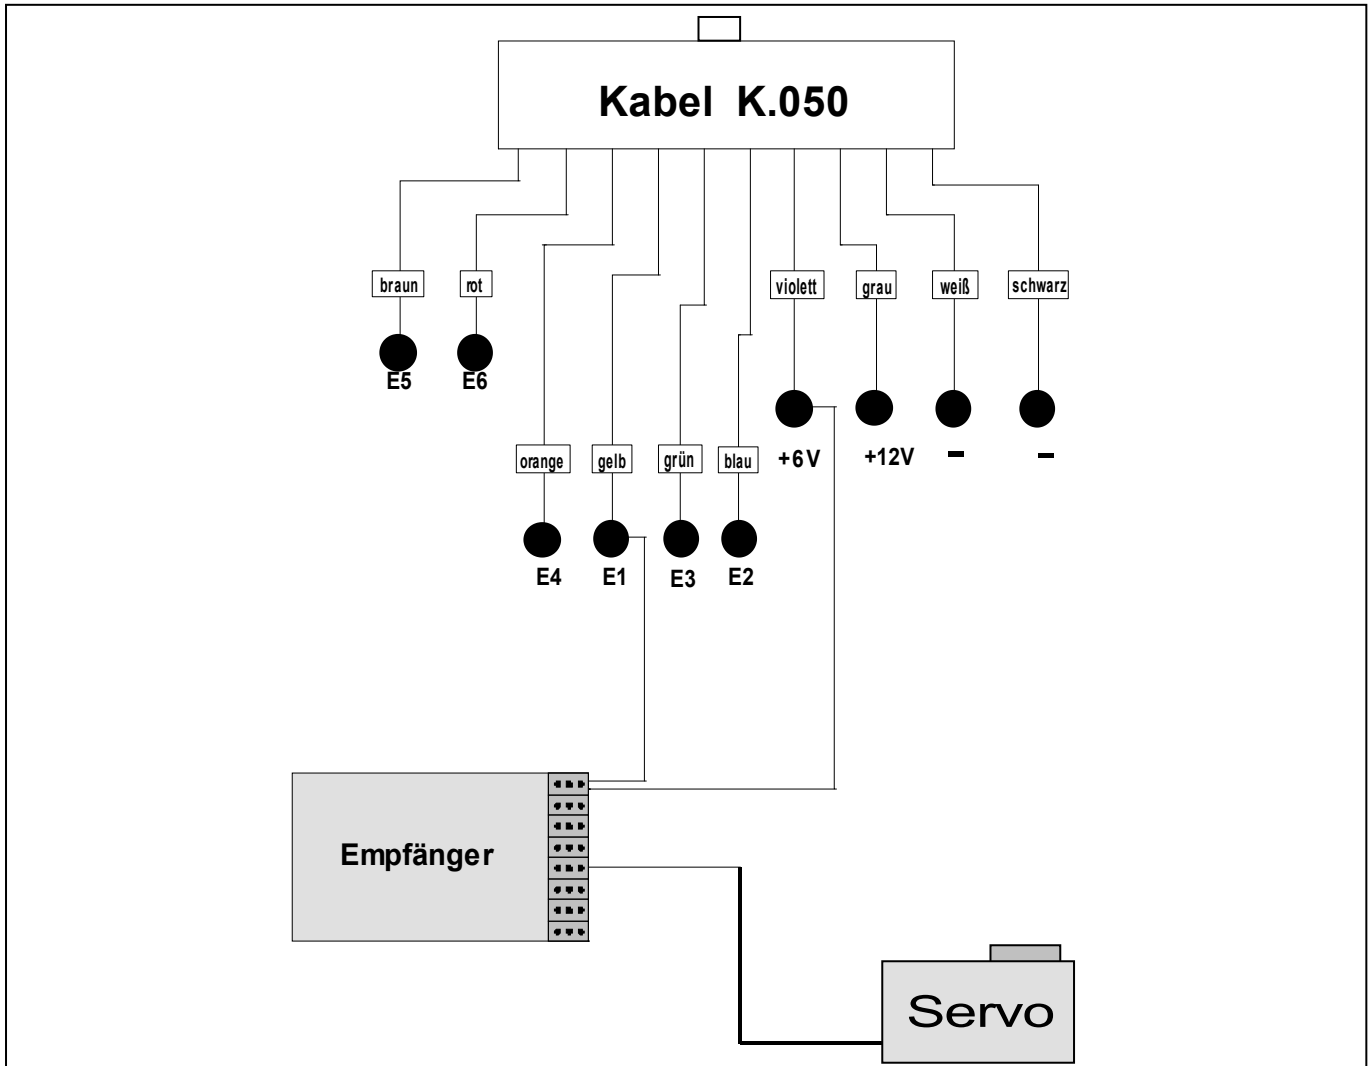 Kabel K.050
braun
rot
violett
grau
weiß
schwarz
E5
E6
orange
gelb
grün
blau
+6V
+12V
-
-
E4
E1
E3
E2
Empfänger
Servo